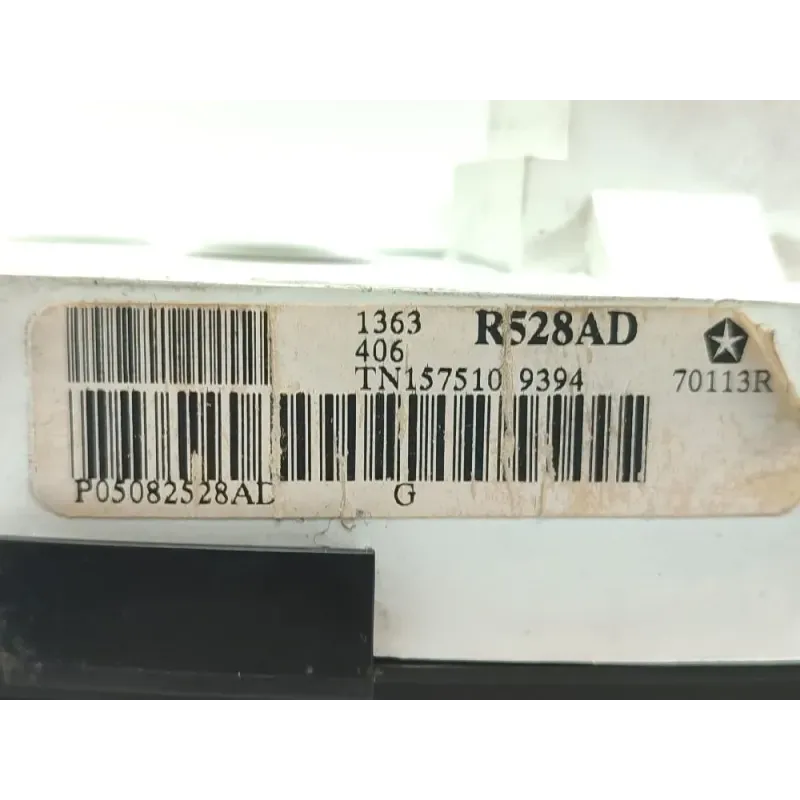 1363 R528AD
406
TN157510 9394 70113R
P05082528AD G